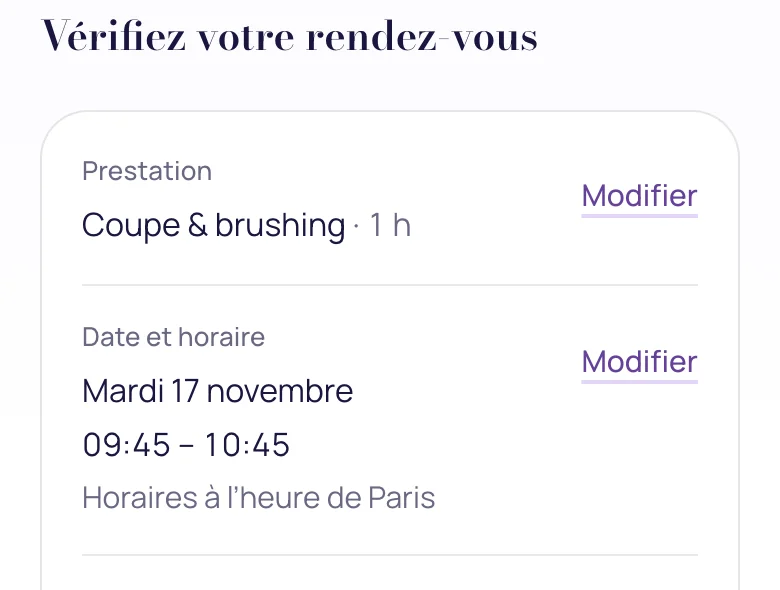 Vérifiez votre rendez-vous
Prestation
Modifier
Coupe & brushing · 1 h
Date et horaire
Modifier
Mardi 17 novembre
09:45 – 10:45
Horaires à l’heure de Paris